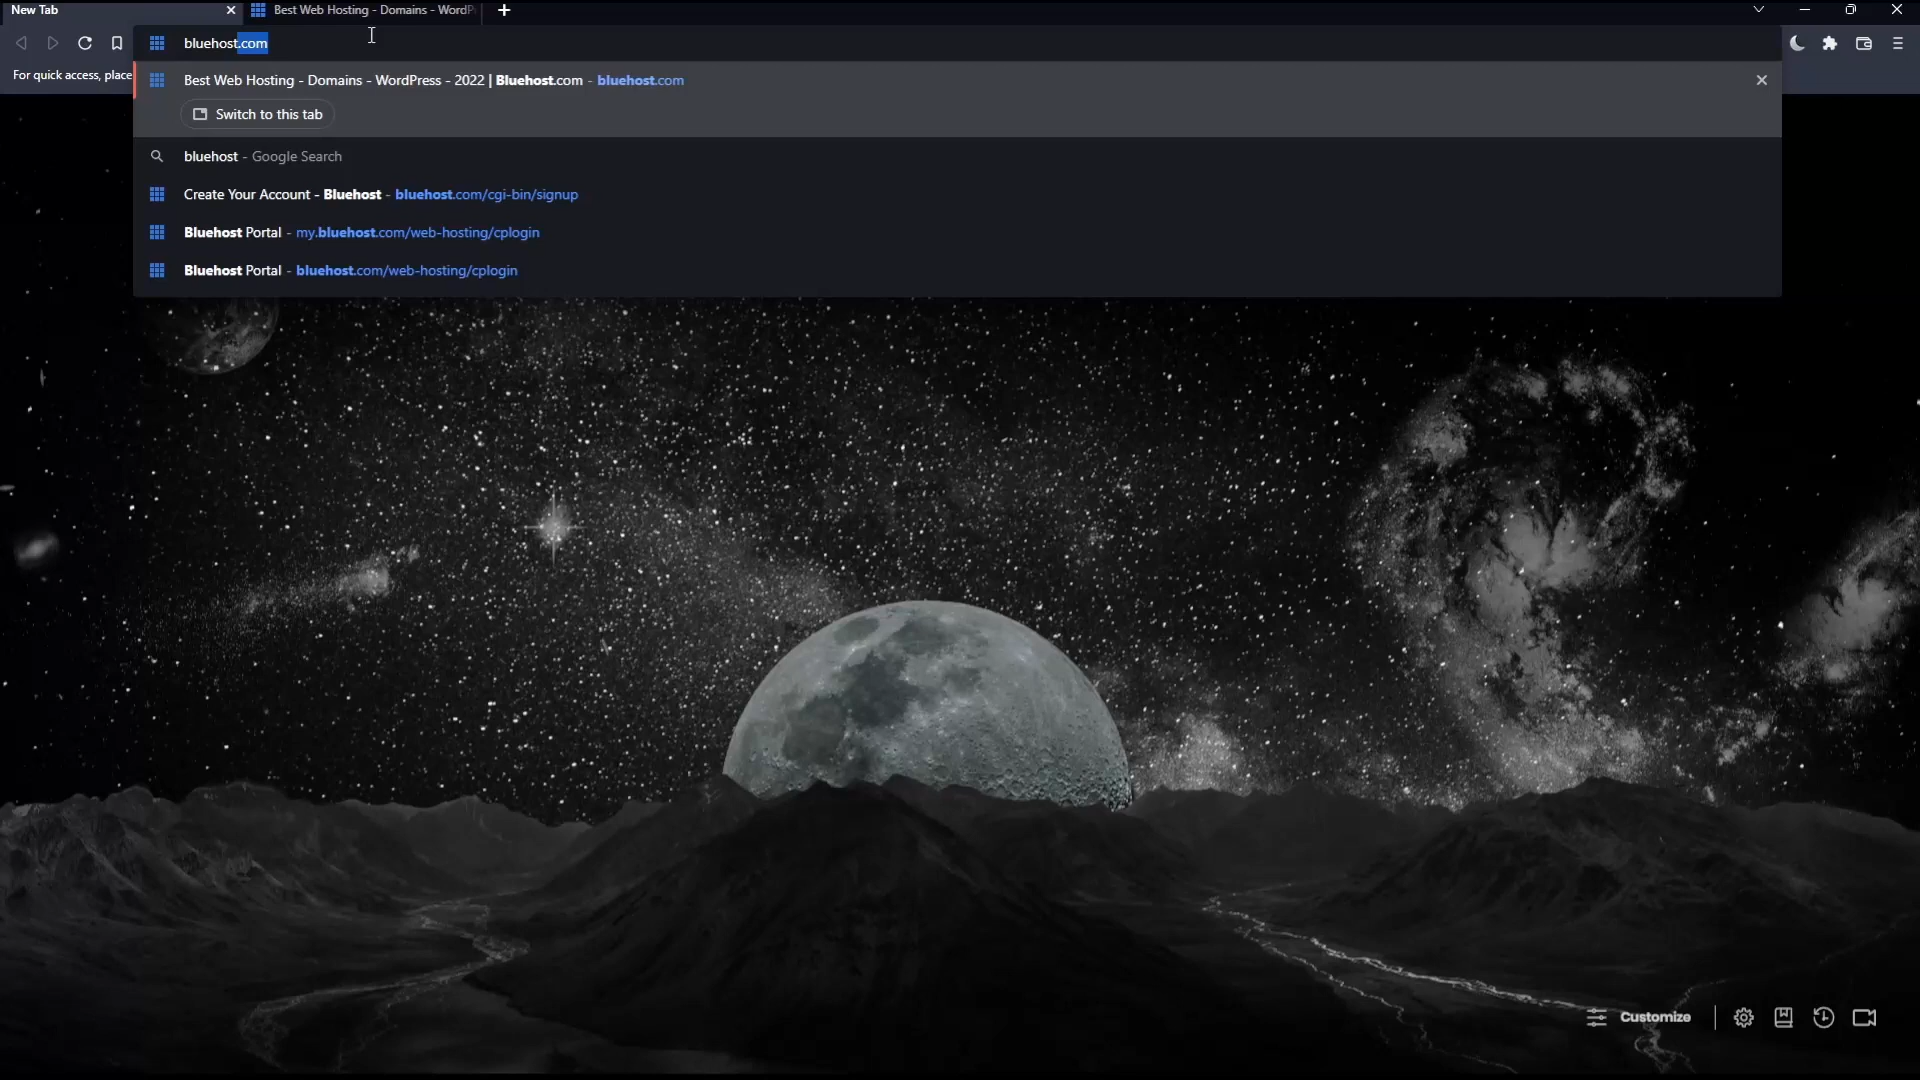 New Tab
Best Web Hosting - Domains - WordP
bluehost.com
For quick access, place
Best Web Hosting - Domains - WordPress - 2022 | Bluehost.com - bluehost.com
Switch to this tab
bluehost - Google Search
Create Your Account - Bluehost - bluehost.com/cgi-bin/signup
Bluehost Portal - my.bluehost.com/web-hosting/cplogin
Bluehost Portal - bluehost.com/web-hosting/cplogin
Customize